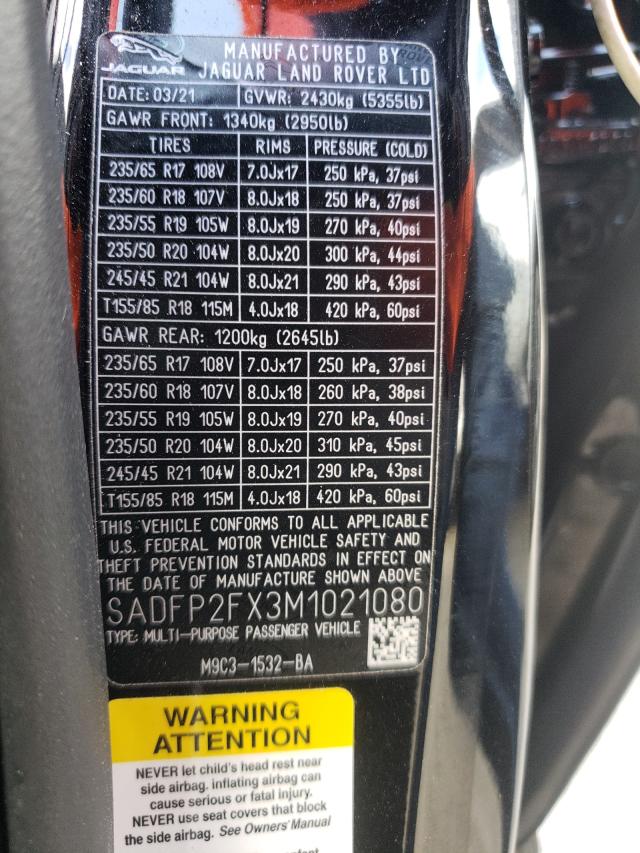 JAGUAR
MANUFACTURED BY
JAGUAR LAND ROVER LTD
DATE: 03/21 GVWR: 2430kg (5355lb)
GAWR FRONT: 1340kg (2950lb)
TIRES RIMS PRESSURE (COLD)
235/65 R17 108V 7.0Jx17 250 kPa, 37psi
235/60 R18 107V 8.0Jx18 250 kPa, 37psi
235/55 R19 105W 8.0Jx19 270 kPa, 40psi
235/50 R20 104W 8.0Jx20 300 kPa, 44psi
245/45 R21 104W 8.0Jx21 290 kPa, 43psi
T155/85 R18 115M 4.0Jx18 420 kPa, 60psi
GAWR REAR: 1200kg (2645lb)
235/65 R17 108V 7.0Jx17 250 kPa, 37psi
235/60 R18 107V 8.0Jx18 260 kPa, 38psi
235/55 R19 105W 8.0Jx19 270 kPa, 40psi
235/50 R20 104W 8.0Jx20 310 kPa, 45psi
245/45 R21 104W 8.0Jx21 290 kPa, 43psi
T155/85 R18 115M 4.0Jx18 420 kPa, 60psi
THIS VEHICLE CONFORMS TO ALL APPLICABLE
U.S. FEDERAL MOTOR VEHICLE SAFETY AND
THEFT PREVENTION STANDARDS IN EFFECT ON
THE DATE OF MANUFACTURE SHOWN ABOVE
SADFP2FX3M1021080
TYPE: MULTI-PURPOSE PASSENGER VEHICLE
M9C3-1532-BA
WARNING
ATTENTION
NEVER let child's head rest near
side airbag. inflating airbag can
cause serious or fatal injury.
NEVER use seat covers that block
the side airbag. See Owners' Manual